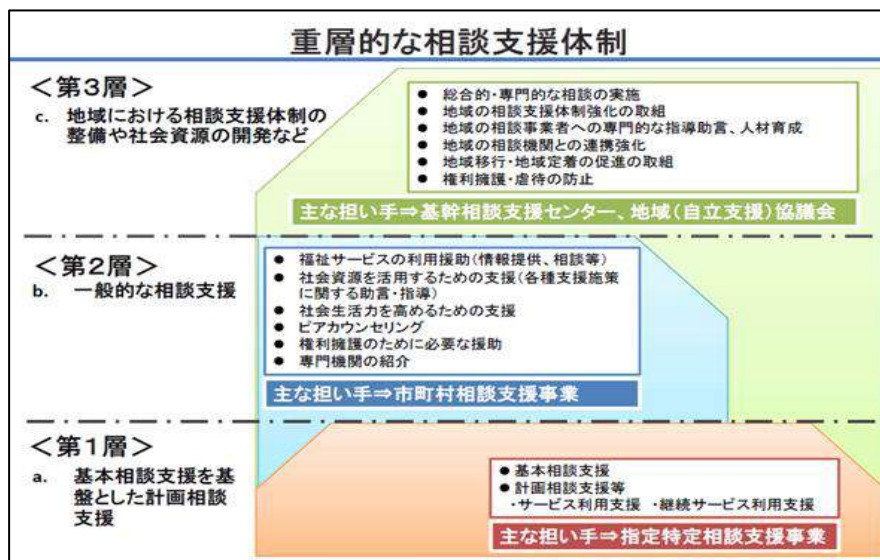 重層的な相談支援体制
＜第3層＞
c. 地域における相談支援体制の
整備や社会資源の開発など
● 総合的・専門的な相談の実施
● 地域の相談支援体制強化の取組
● 地域の相談事業者への専門的な指導助言、人材育成
● 地域の相談機関との連携強化
● 地域移行・地域定着の促進の取組
● 権利擁護・虐待の防止
主な担い手⇒基幹相談支援センター、地域（自立支援）協議会
＜第2層＞
b. 一般的な相談支援
● 福祉サービスの利用援助（情報提供、相談等）
● 社会資源を活用するための支援（各種支援施策
に関する助言・指導）
● 社会生活力を高めるための支援
● ピアカウンセリング
● 権利擁護のために必要な援助
● 専門機関の紹介
主な担い手⇒市町村相談支援事業
＜第1層＞
a. 基本相談支援を基
盤とした計画相談
支援
● 基本相談支援
● 計画相談支援等
・サービス利用支援 ・継続サービス利用支援
主な担い手⇒指定特定相談支援事業